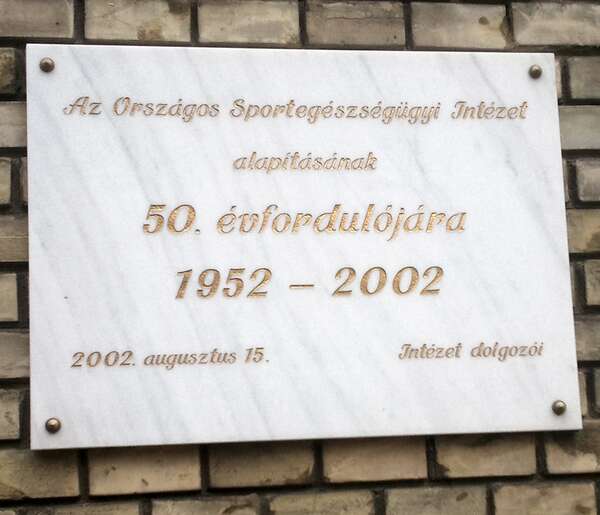 Az Országos Sportegészségügyi Intézet
alapításának
50. évfordulójára
1952 – 2002
2002. augusztus 15.
Intézet dolgozói